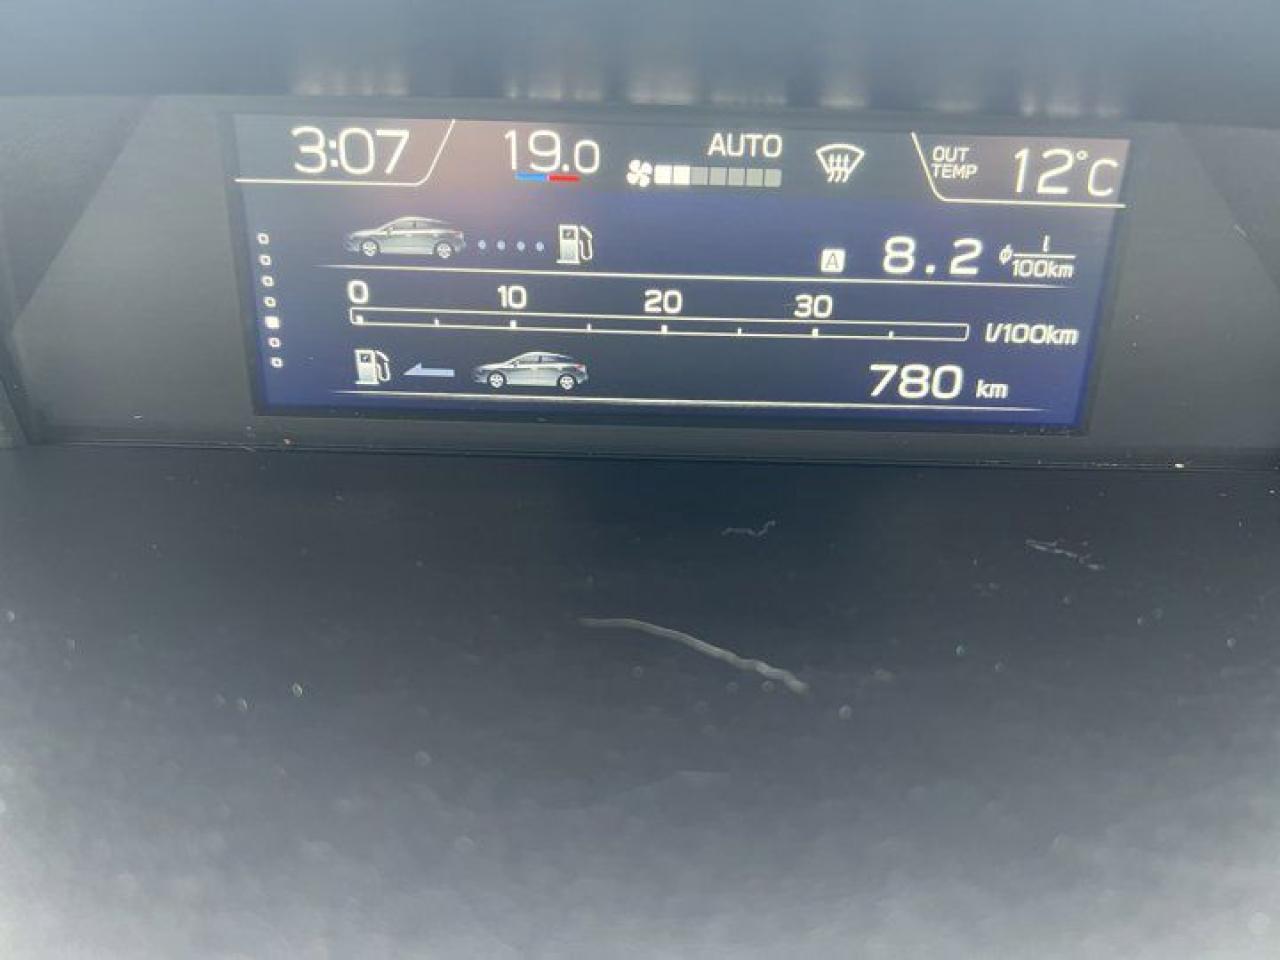 3:07 19.0 AUTO OUT TEMP 12°C
A 8.2 ϕ l/100km
0 10 20 30
l/100km
780 km